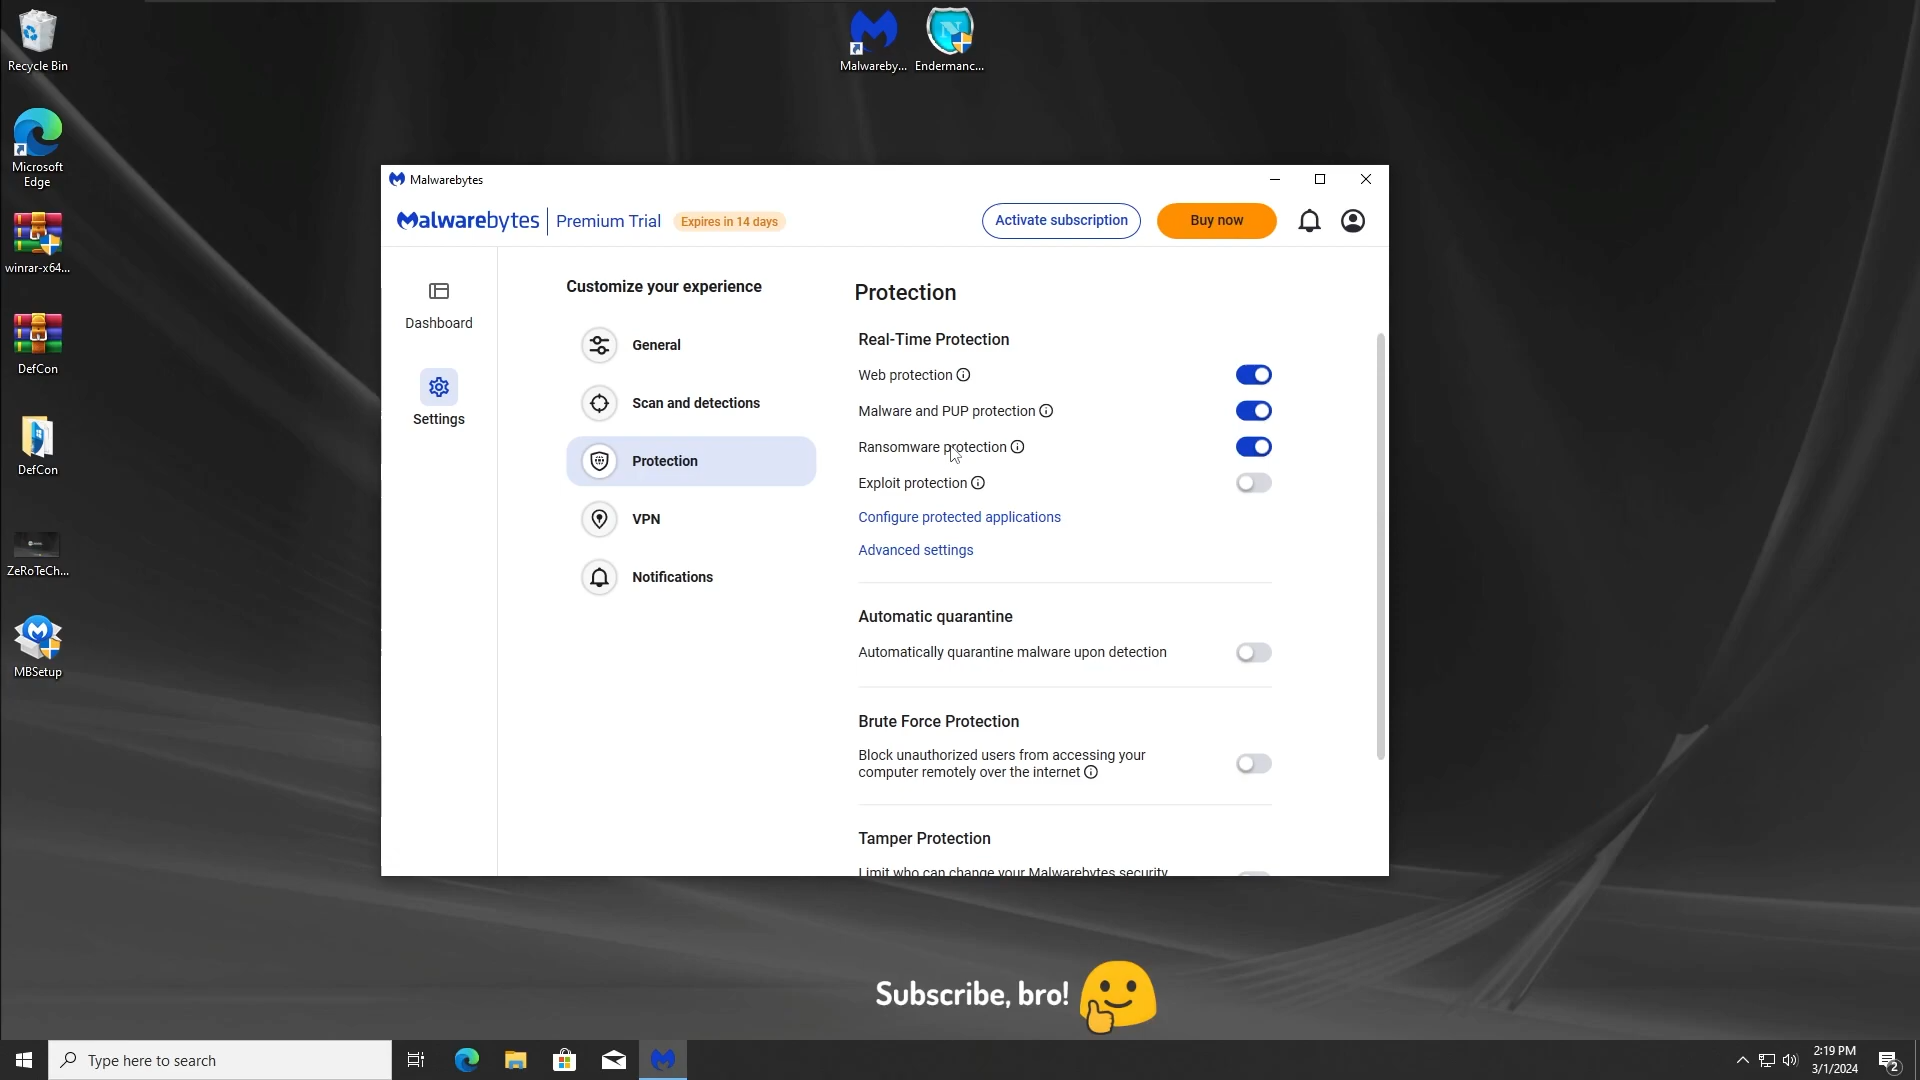 Recycle Bin
Malwareby...
Endermanc...
Microsoft
Edge
winrar-x64...
DefCon
DefCon
ZeRoTeCh...
MBSetup
Malwarebytes
Malwarebytes
Premium Trial
Expires in 14 days
Activate subscription
Buy now
Dashboard
Settings
Customize your experience
General
Scan and detections
Protection
VPN
Notifications
Protection
Real-Time Protection
Web protection
Malware and PUP protection
Ransomware protection
Exploit protection
Configure protected applications
Advanced settings
Automatic quarantine
Automatically quarantine malware upon detection
Brute Force Protection
Block unauthorized users from accessing your
computer remotely over the internet
Tamper Protection
Limit who can change your Malwarebytes security
Subscribe, bro!
Type here to search
2:19 PM
3/1/2024
2